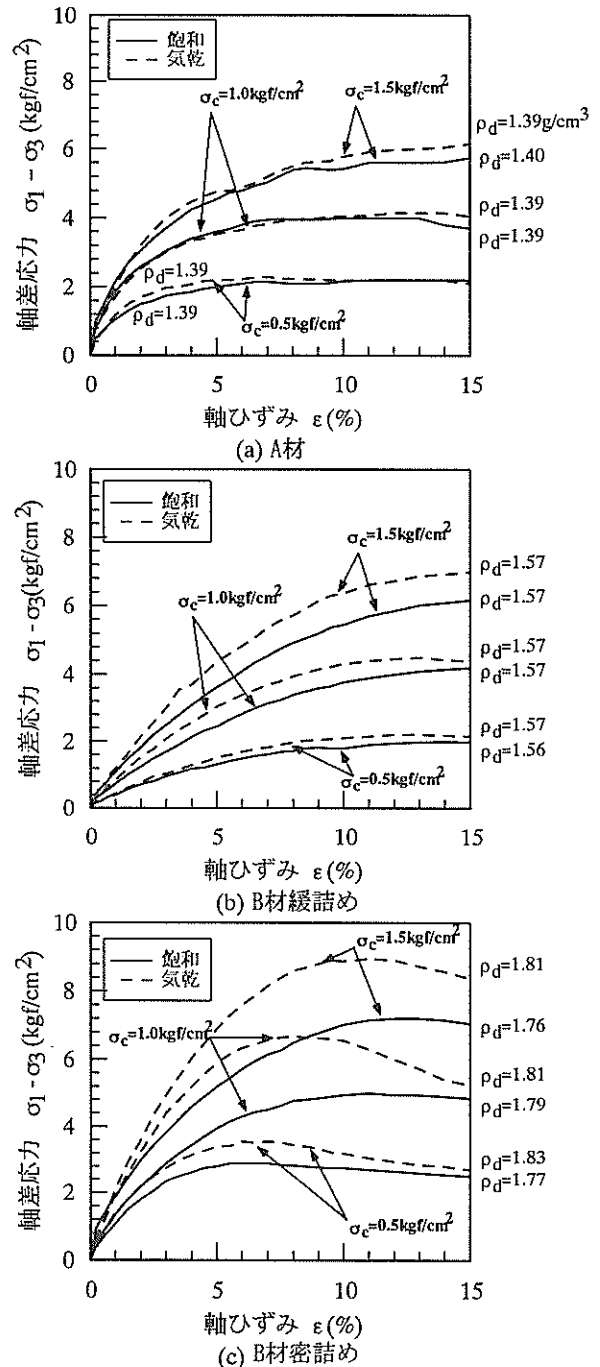 10
8
6
4
2
0
軸差応力 σ1 − σ3 (kgf/cm2)
飽和
気乾
σc=1.0kgf/cm2
σc=1.5kgf/cm2
ρd=1.39g/cm3
ρd=1.40
ρd=1.39
ρd=1.39
ρd=1.39
ρd=1.39
σc=0.5kgf/cm2
0 5 10 15
軸ひずみ ε(%)
(a) A材
10
8
6
4
2
0
軸差応力 σ1 - σ3(kgf/cm2)
飽和
気乾
σc=1.5kgf/cm2
σc=1.0kgf/cm2
ρd=1.57
ρd=1.57
ρd=1.57
ρd=1.57
ρd=1.57
ρd=1.56
σc=0.5kgf/cm2
0 5 10 15
軸ひずみ ε(%)
(b) B材緩詰め
10
8
6
4
2
0
軸差応力 σ1 - σ3 (kgf/cm2)
飽和
気乾
σc=1.5kgf/cm2
σc=1.0kgf/cm2
ρd=1.81
ρd=1.76
ρd=1.81
ρd=1.79
ρd=1.83
ρd=1.77
σc=0.5kgf/cm2
0 5 10 15
軸ひずみ ε(%)
(c) B材密詰め